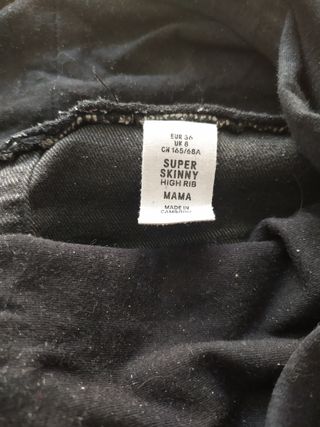 EUR 36
UK 8
CN 165/68A
SUPER
SKINNY
HIGH RIB
MAMA
MADE IN
CAMBODIA